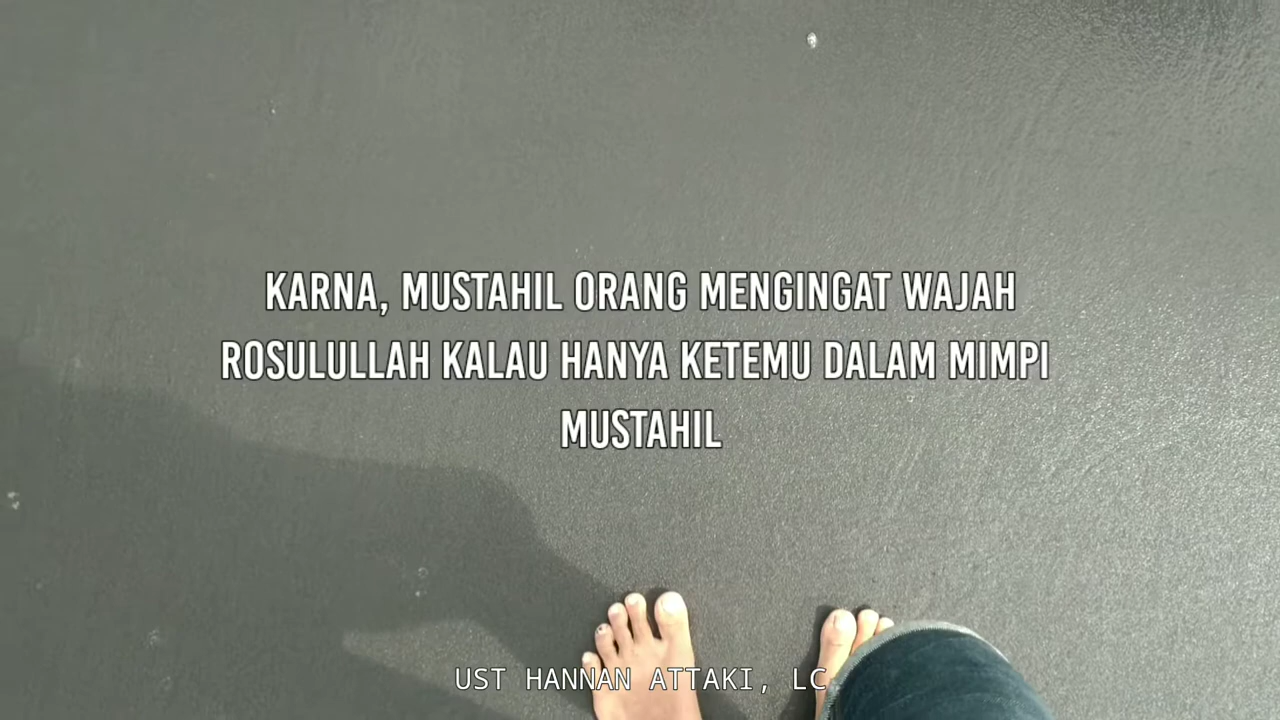 KARNA, MUSTAHIL ORANG MENGINGAT WAJAH
ROSULULLAH KALAU HANYA KETEMU DALAM MIMPI
MUSTAHIL
UST HANNAN ATTAKI, LC